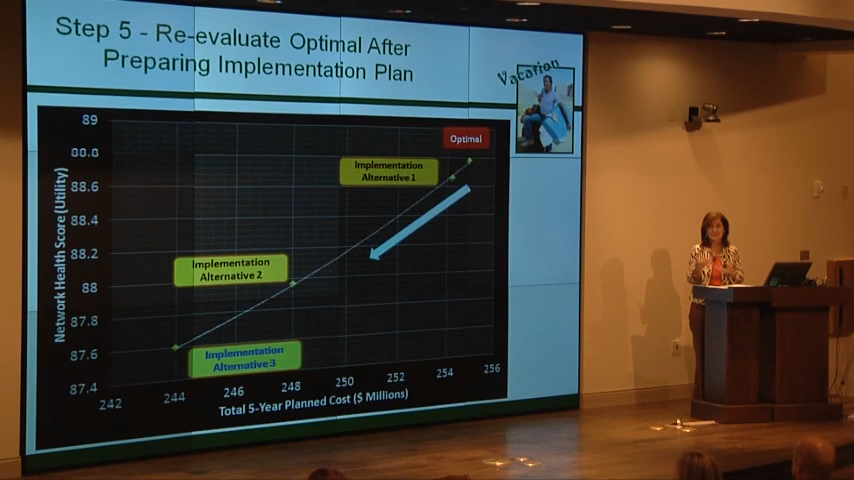 Step 5 - Re-evaluate Optimal After
Preparing Implementation Plan
Vacation
Network Health Score (Utility)
89
88.8
88.6
88.4
88.2
88
87.8
87.6
87.4
Optimal
Implementation
Alternative 1
Implementation
Alternative 2
Implementation
Alternative 3
242
244
246
248
250
252
254
256
Total 5-Year Planned Cost ($ Millions)